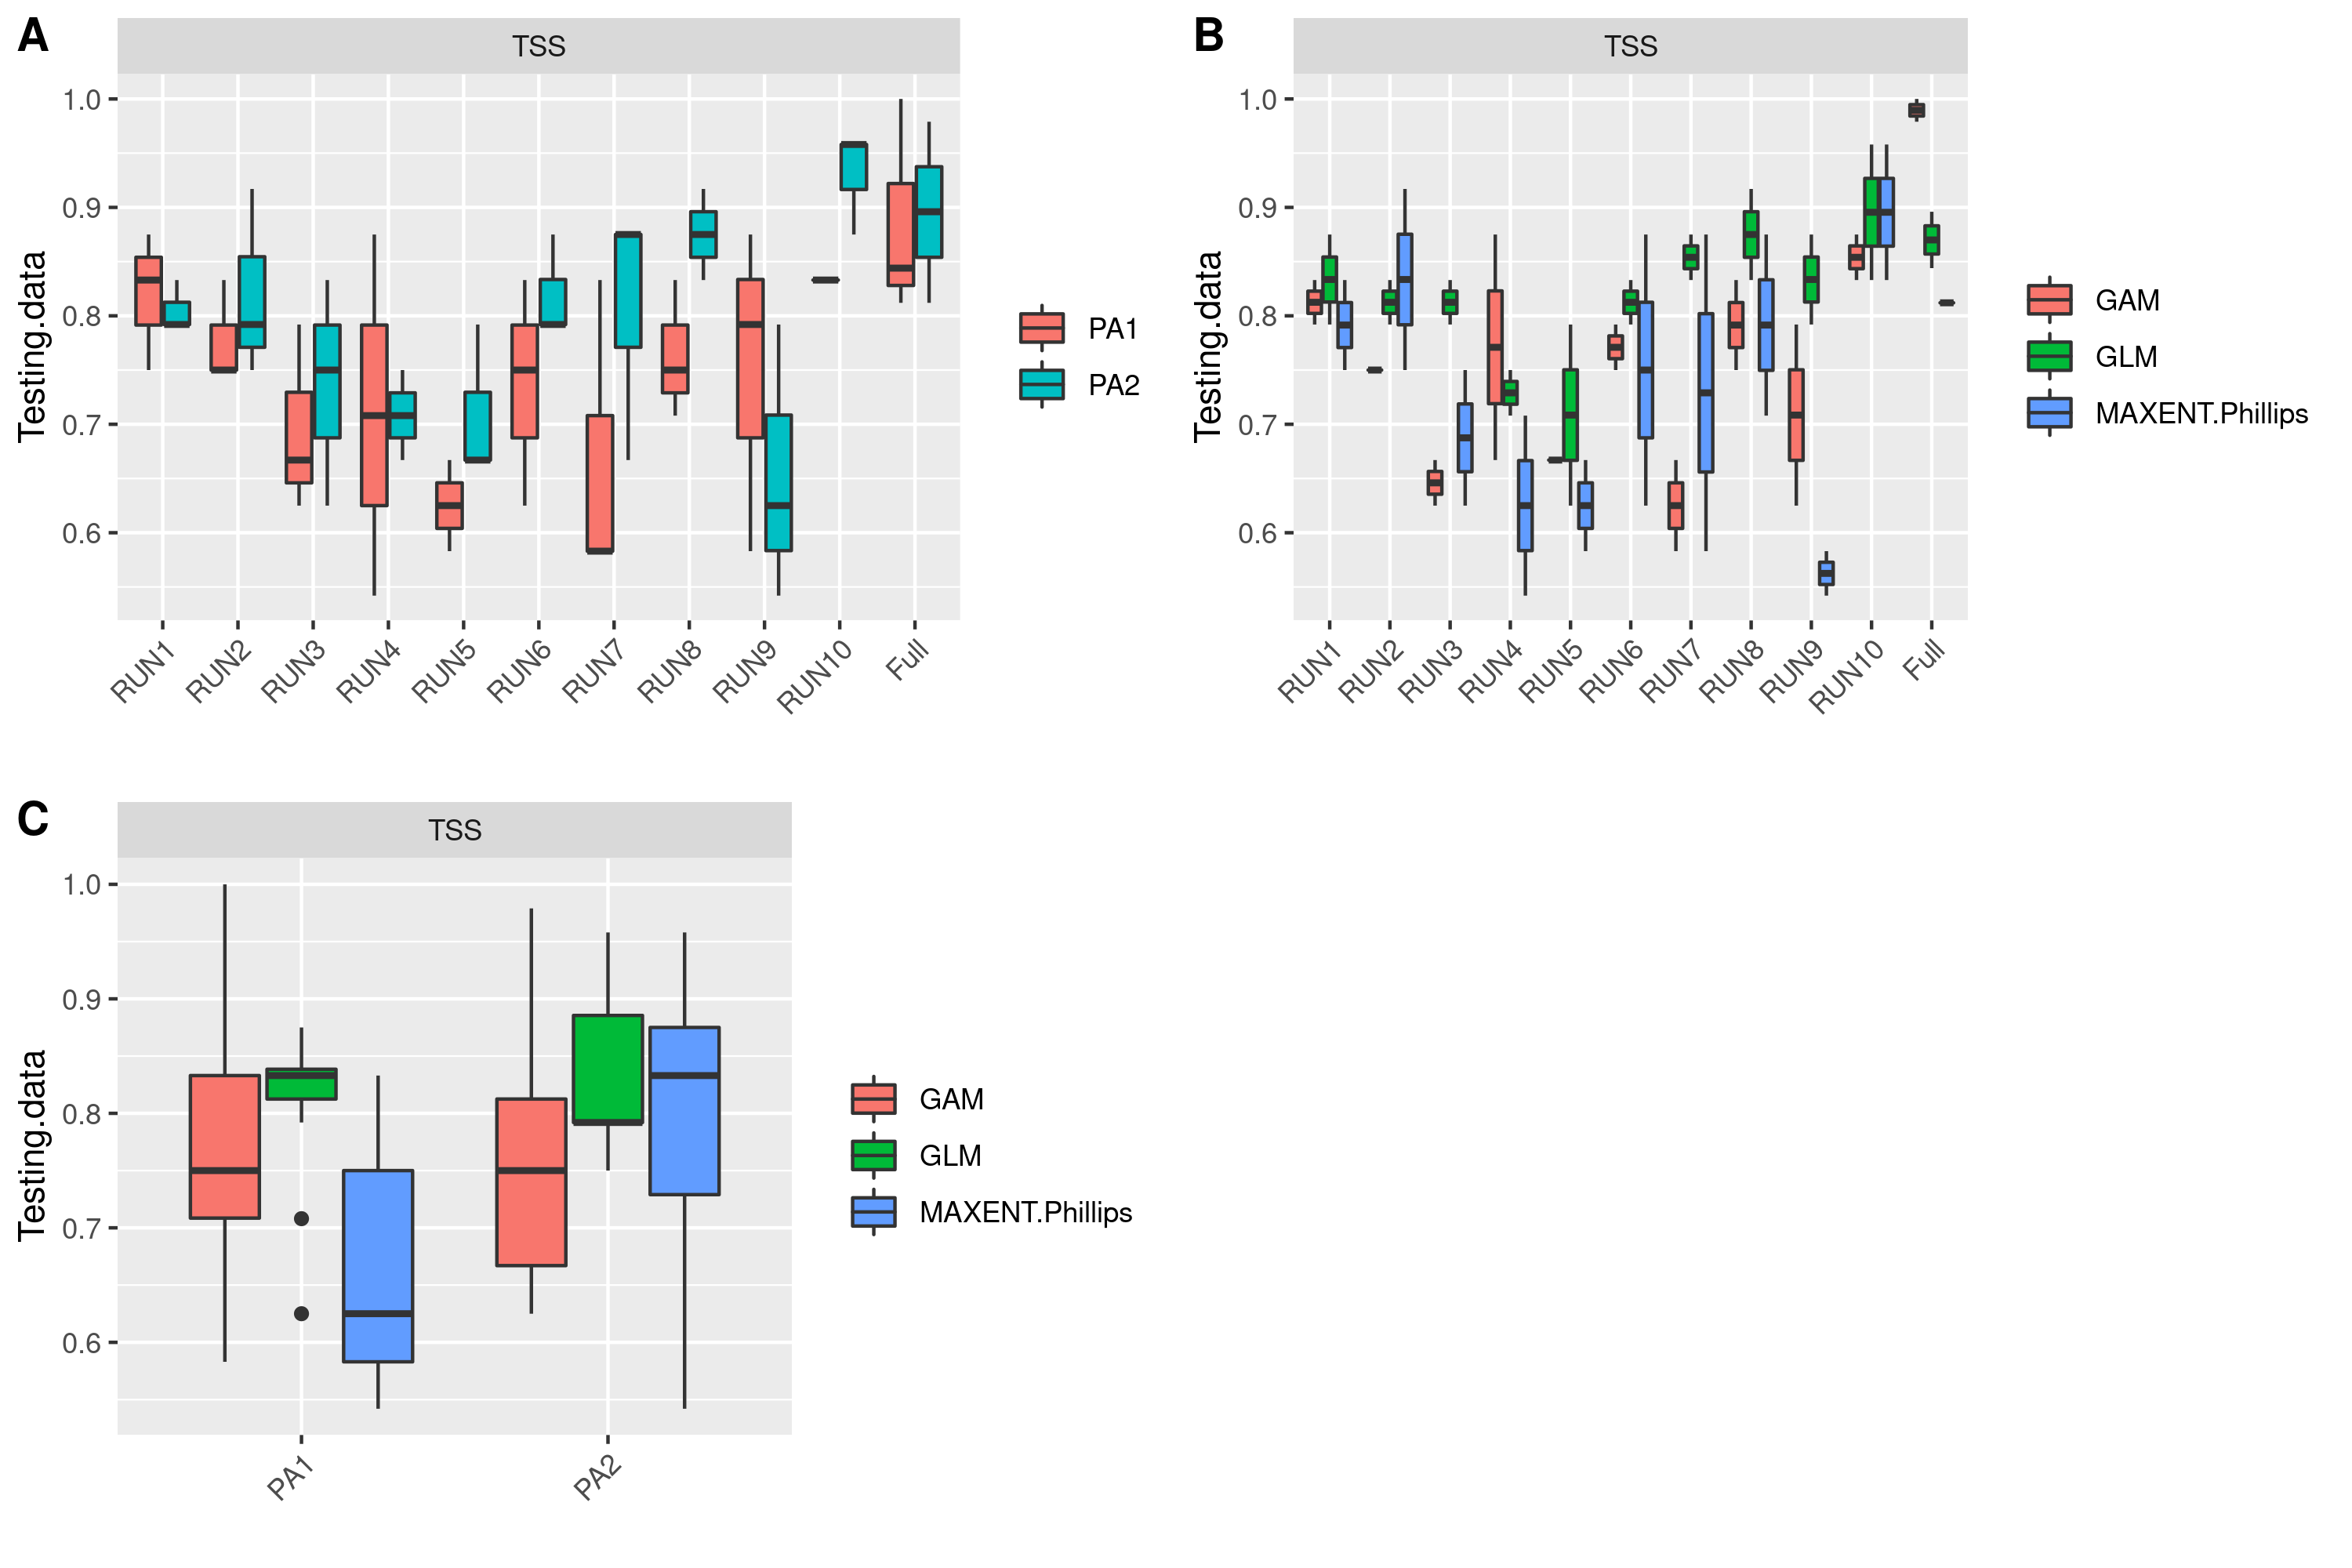 A
TSS
1.0
0.9
0.8
0.7
0.6
Testing.data
RUN1
RUN2
RUN3
RUN4
RUN5
RUN6
RUN7
RUN8
RUN9
RUN10
Full
PA1
PA2
B
TSS
1.0
0.9
0.8
0.7
0.6
Testing.data
RUN1
RUN2
RUN3
RUN4
RUN5
RUN6
RUN7
RUN8
RUN9
RUN10
Full
GAM
GLM
MAXENT.Phillips
C
TSS
1.0
0.9
0.8
0.7
0.6
Testing.data
PA1
PA2
GAM
GLM
MAXENT.Phillips